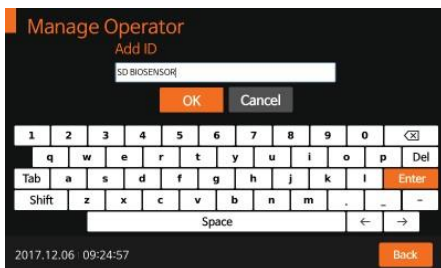 Manage Operator
Add ID
SD BIOSENSOR
OK Cancel
1 2 3 4 5 6 7 8 9 0
q w e r t y u i o p Del
Tab a s d f g h j k l Enter
Shift z x c v b n m . _ -
Space ← →
2017.12.06 09:24:57 Back